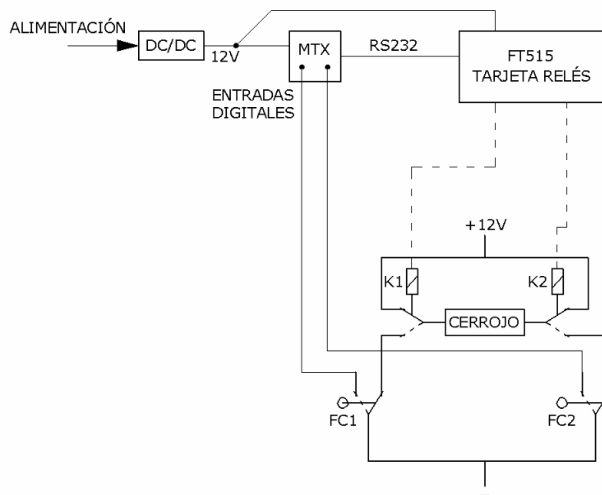 ALIMENTACIÓN
DC/DC
12V
MTX
RS232
FT515
TARJETA RELÉS
ENTRADAS
DIGITALES
+12V
K1
K2
CERROJO
FC1
FC2